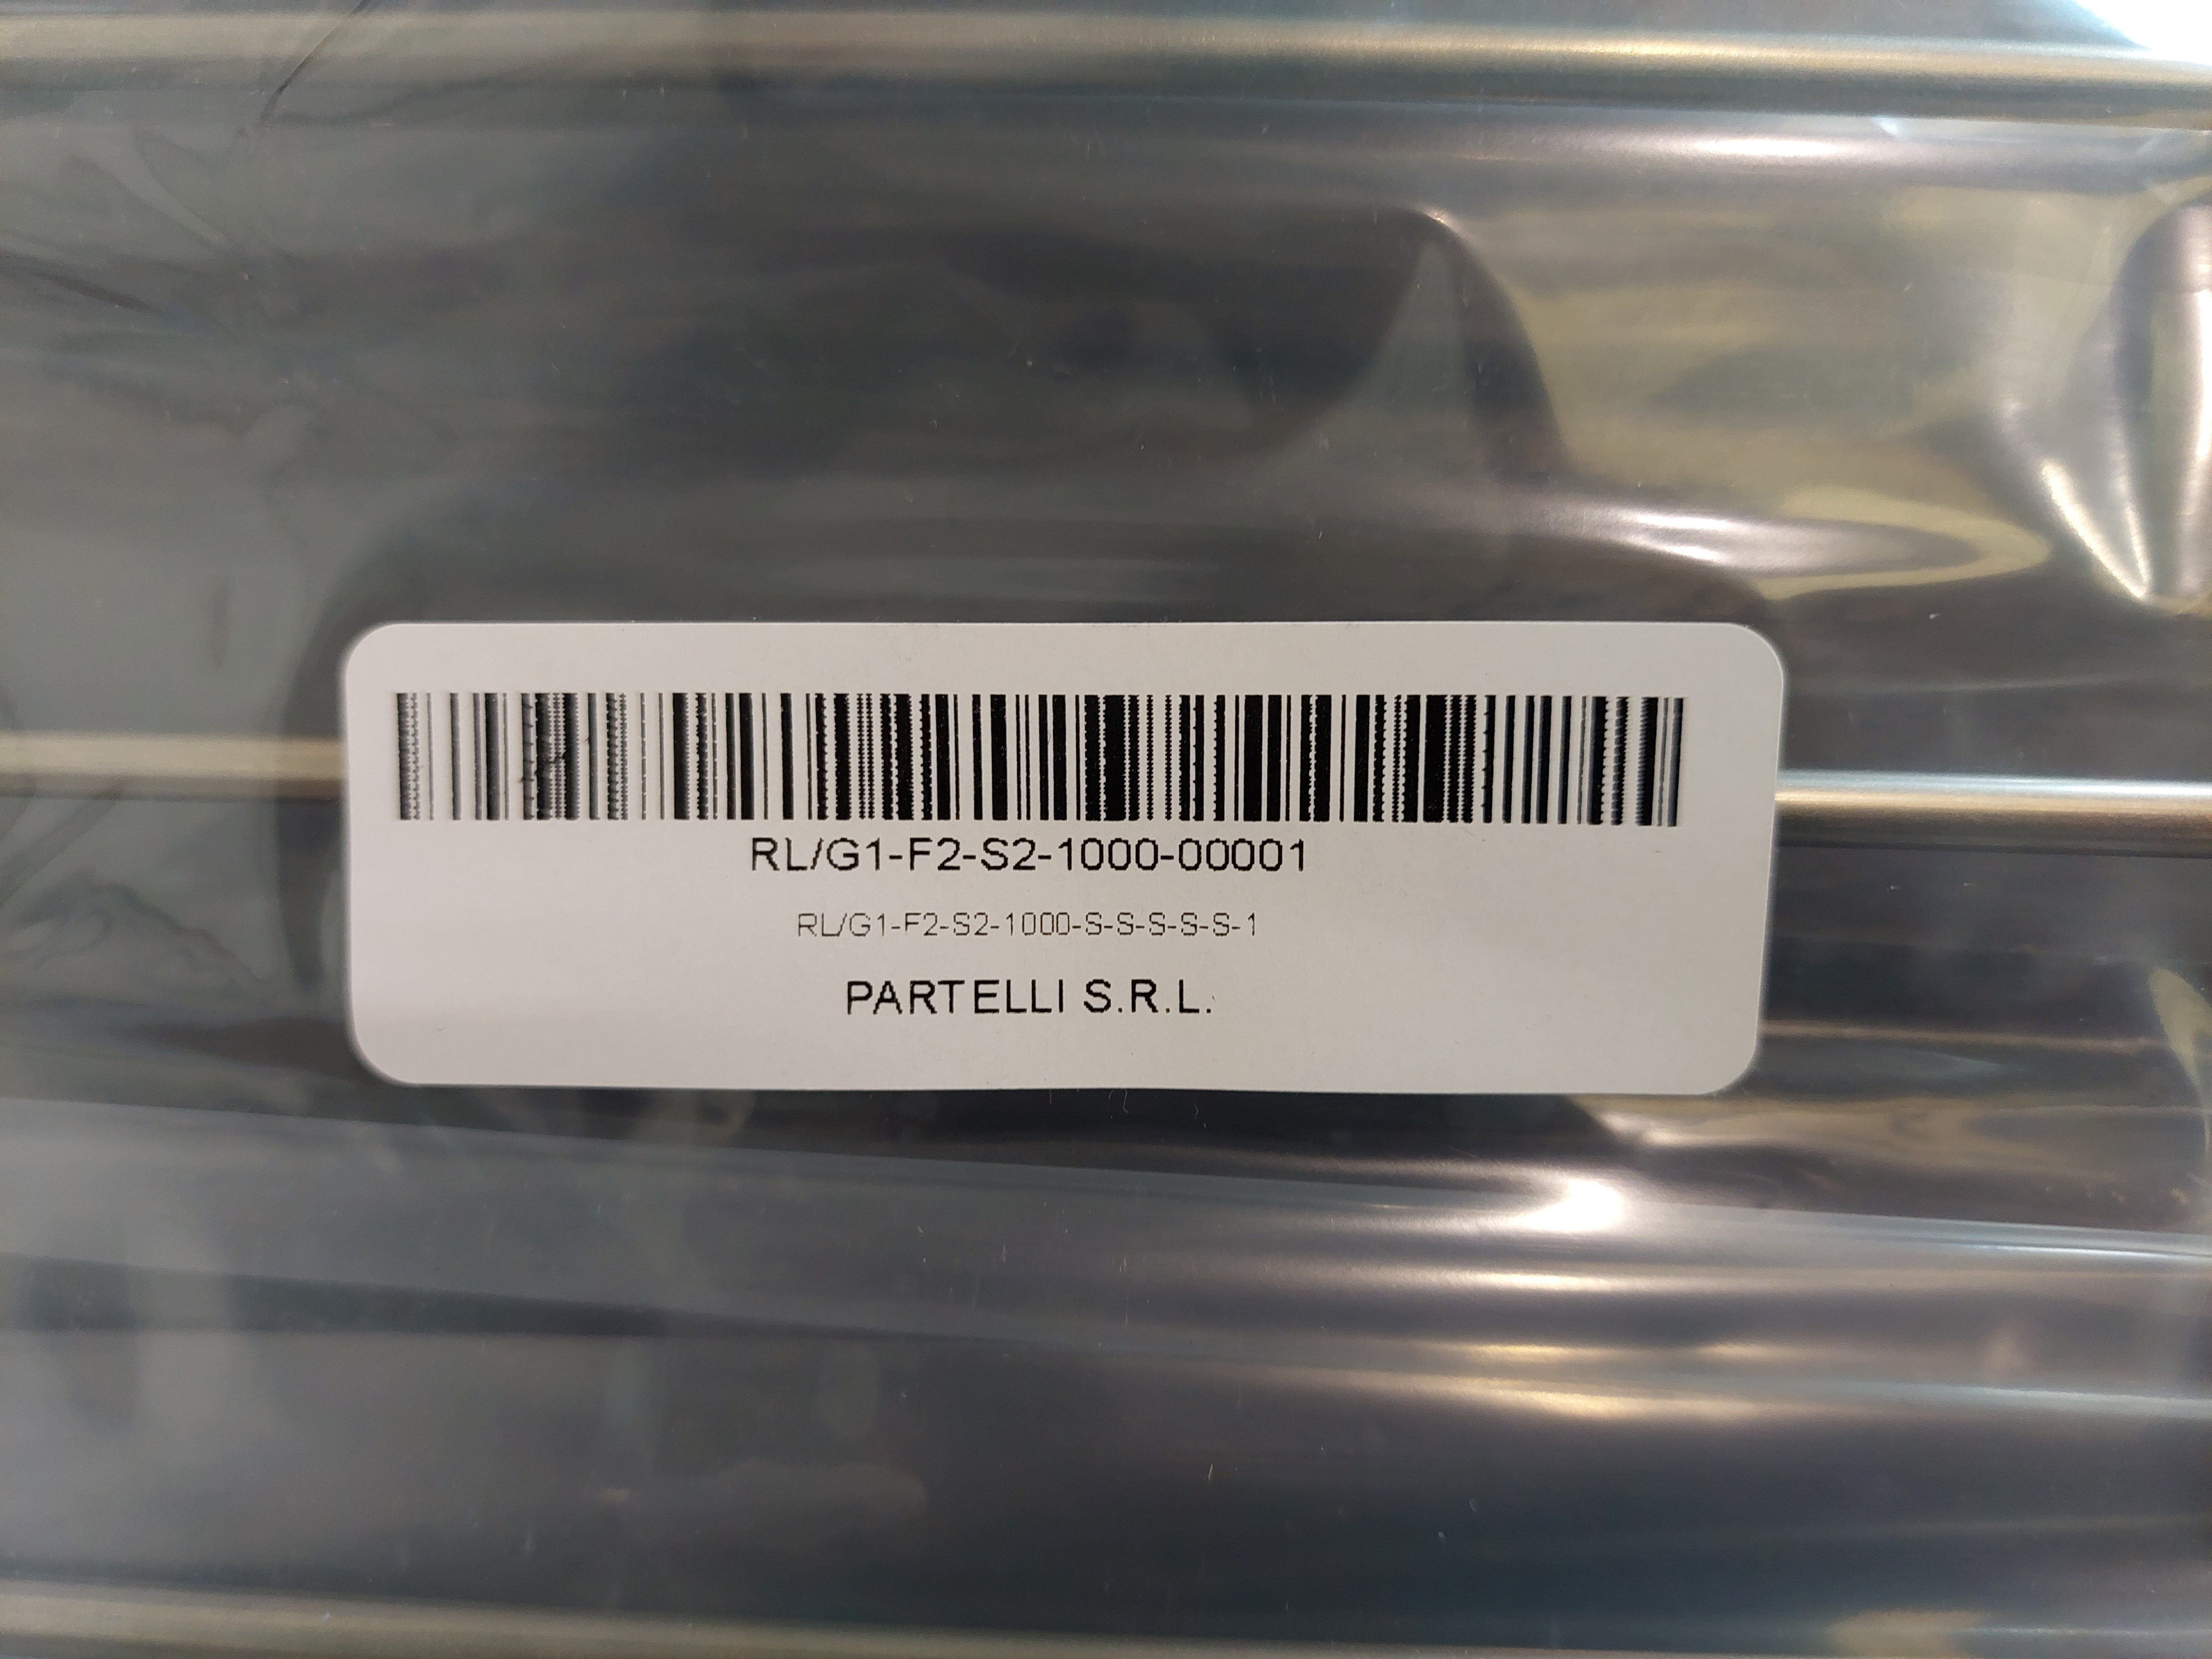 RL/G1-F2-S2-1000-00001
RL/G1-F2-S2-1000-S-S-S-S-S-1
PARTELLI S.R.L.